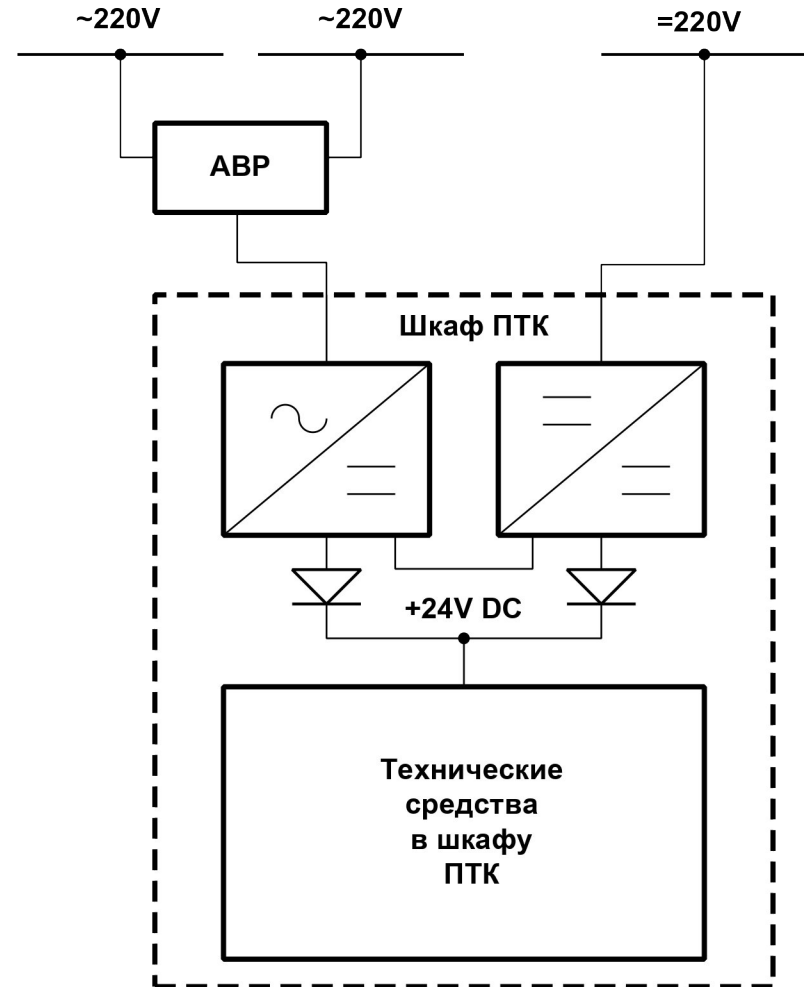 ~220V
~220V
=220V
АВР
Шкаф ПТК
+24V DC
Технические
средства
в шкафу
ПТК